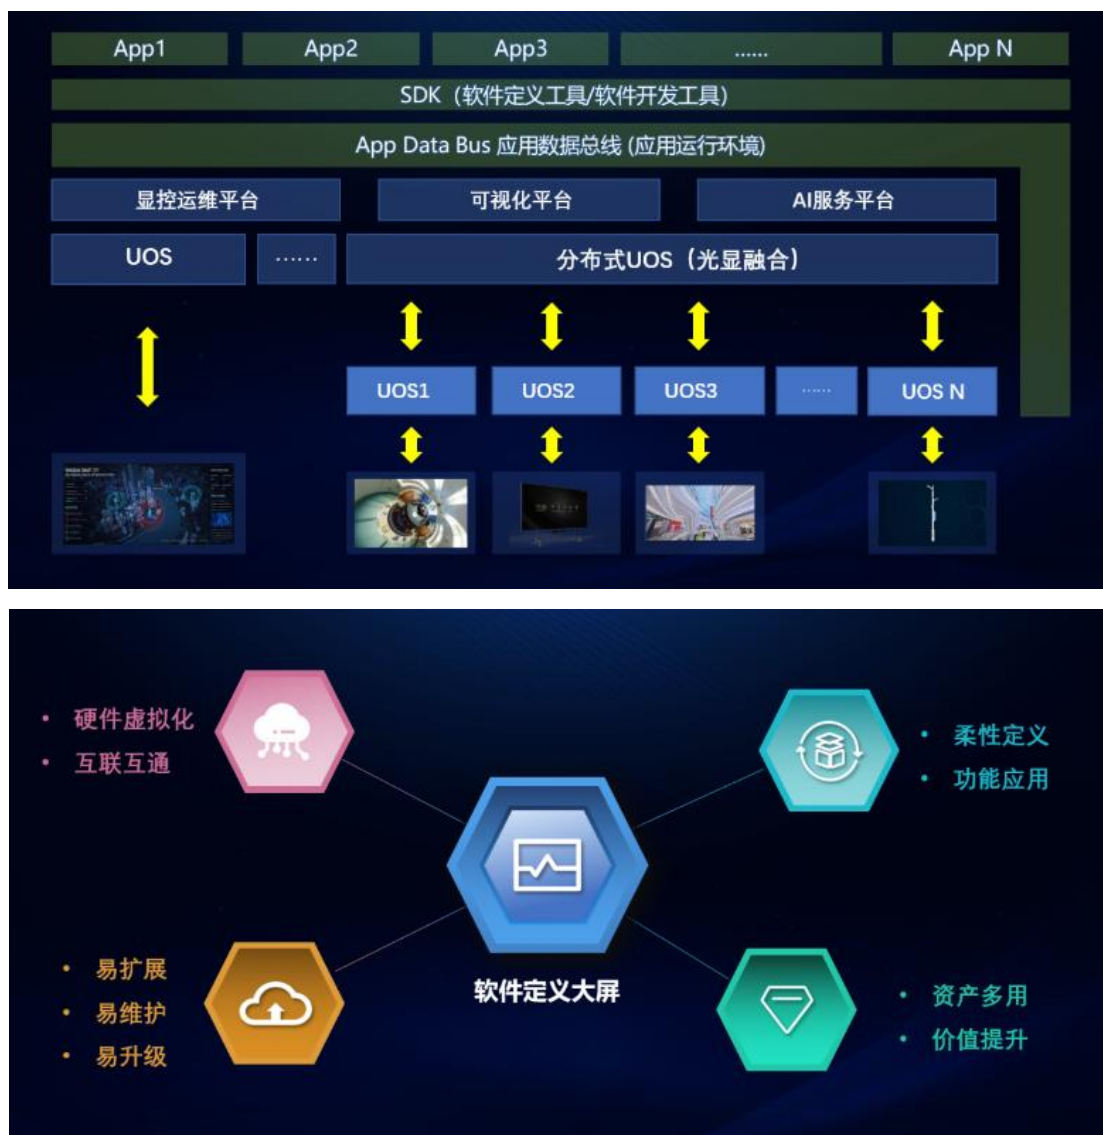 App1
App2
App3
......
App N
SDK（软件定义工具/软件开发工具)
App Data Bus 应用数据总线 (应用运行环境)
显控运维平台
可视化平台
AI服务平台
UOS
......
分布式UOS（光显融合）
UOS1
UOS2
UOS3
......
UOS N
• 硬件虚拟化
• 互联互通
• 柔性定义
• 功能应用
软件定义大屏
• 易扩展
• 易维护
• 易升级
• 资产多用
• 价值提升